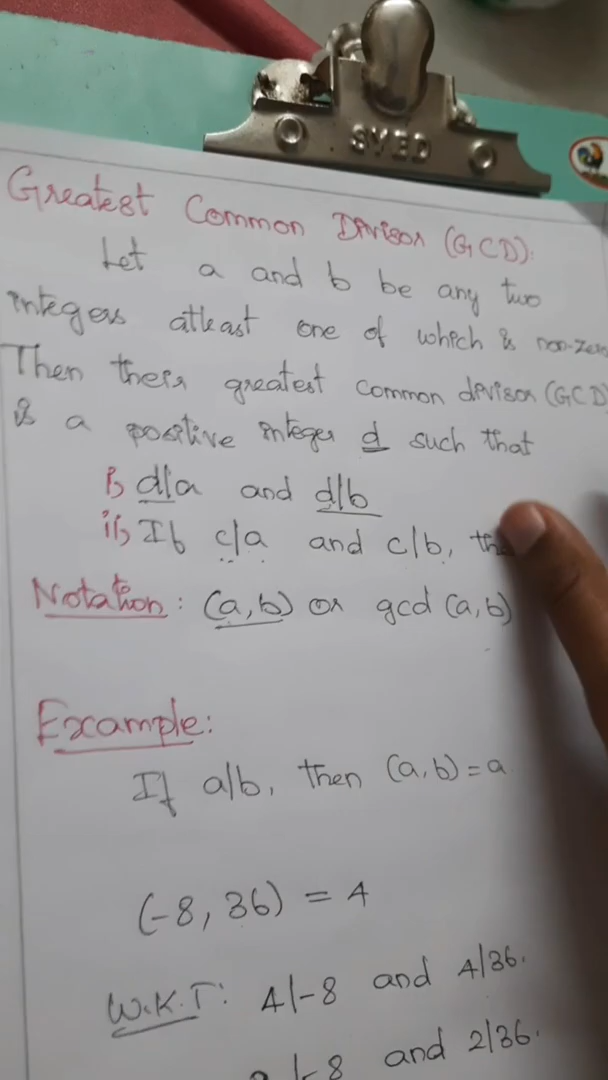 SYED
Greatest Common Divisor (GCD):
Let a and b be any two
integers atleast one of which is non-zero
Then their greatest common divisor (GCD)
is a positive integer d such that
i) d/a and d/b
ii) If c/a and c/b,
Notation: (a,b) or gcd (a,b)
Example:
If a/b, then (a,b) = a
(-8, 36) = 4
W.K.T: 4/-8 and 4/36.
2/-8 and 2/36.